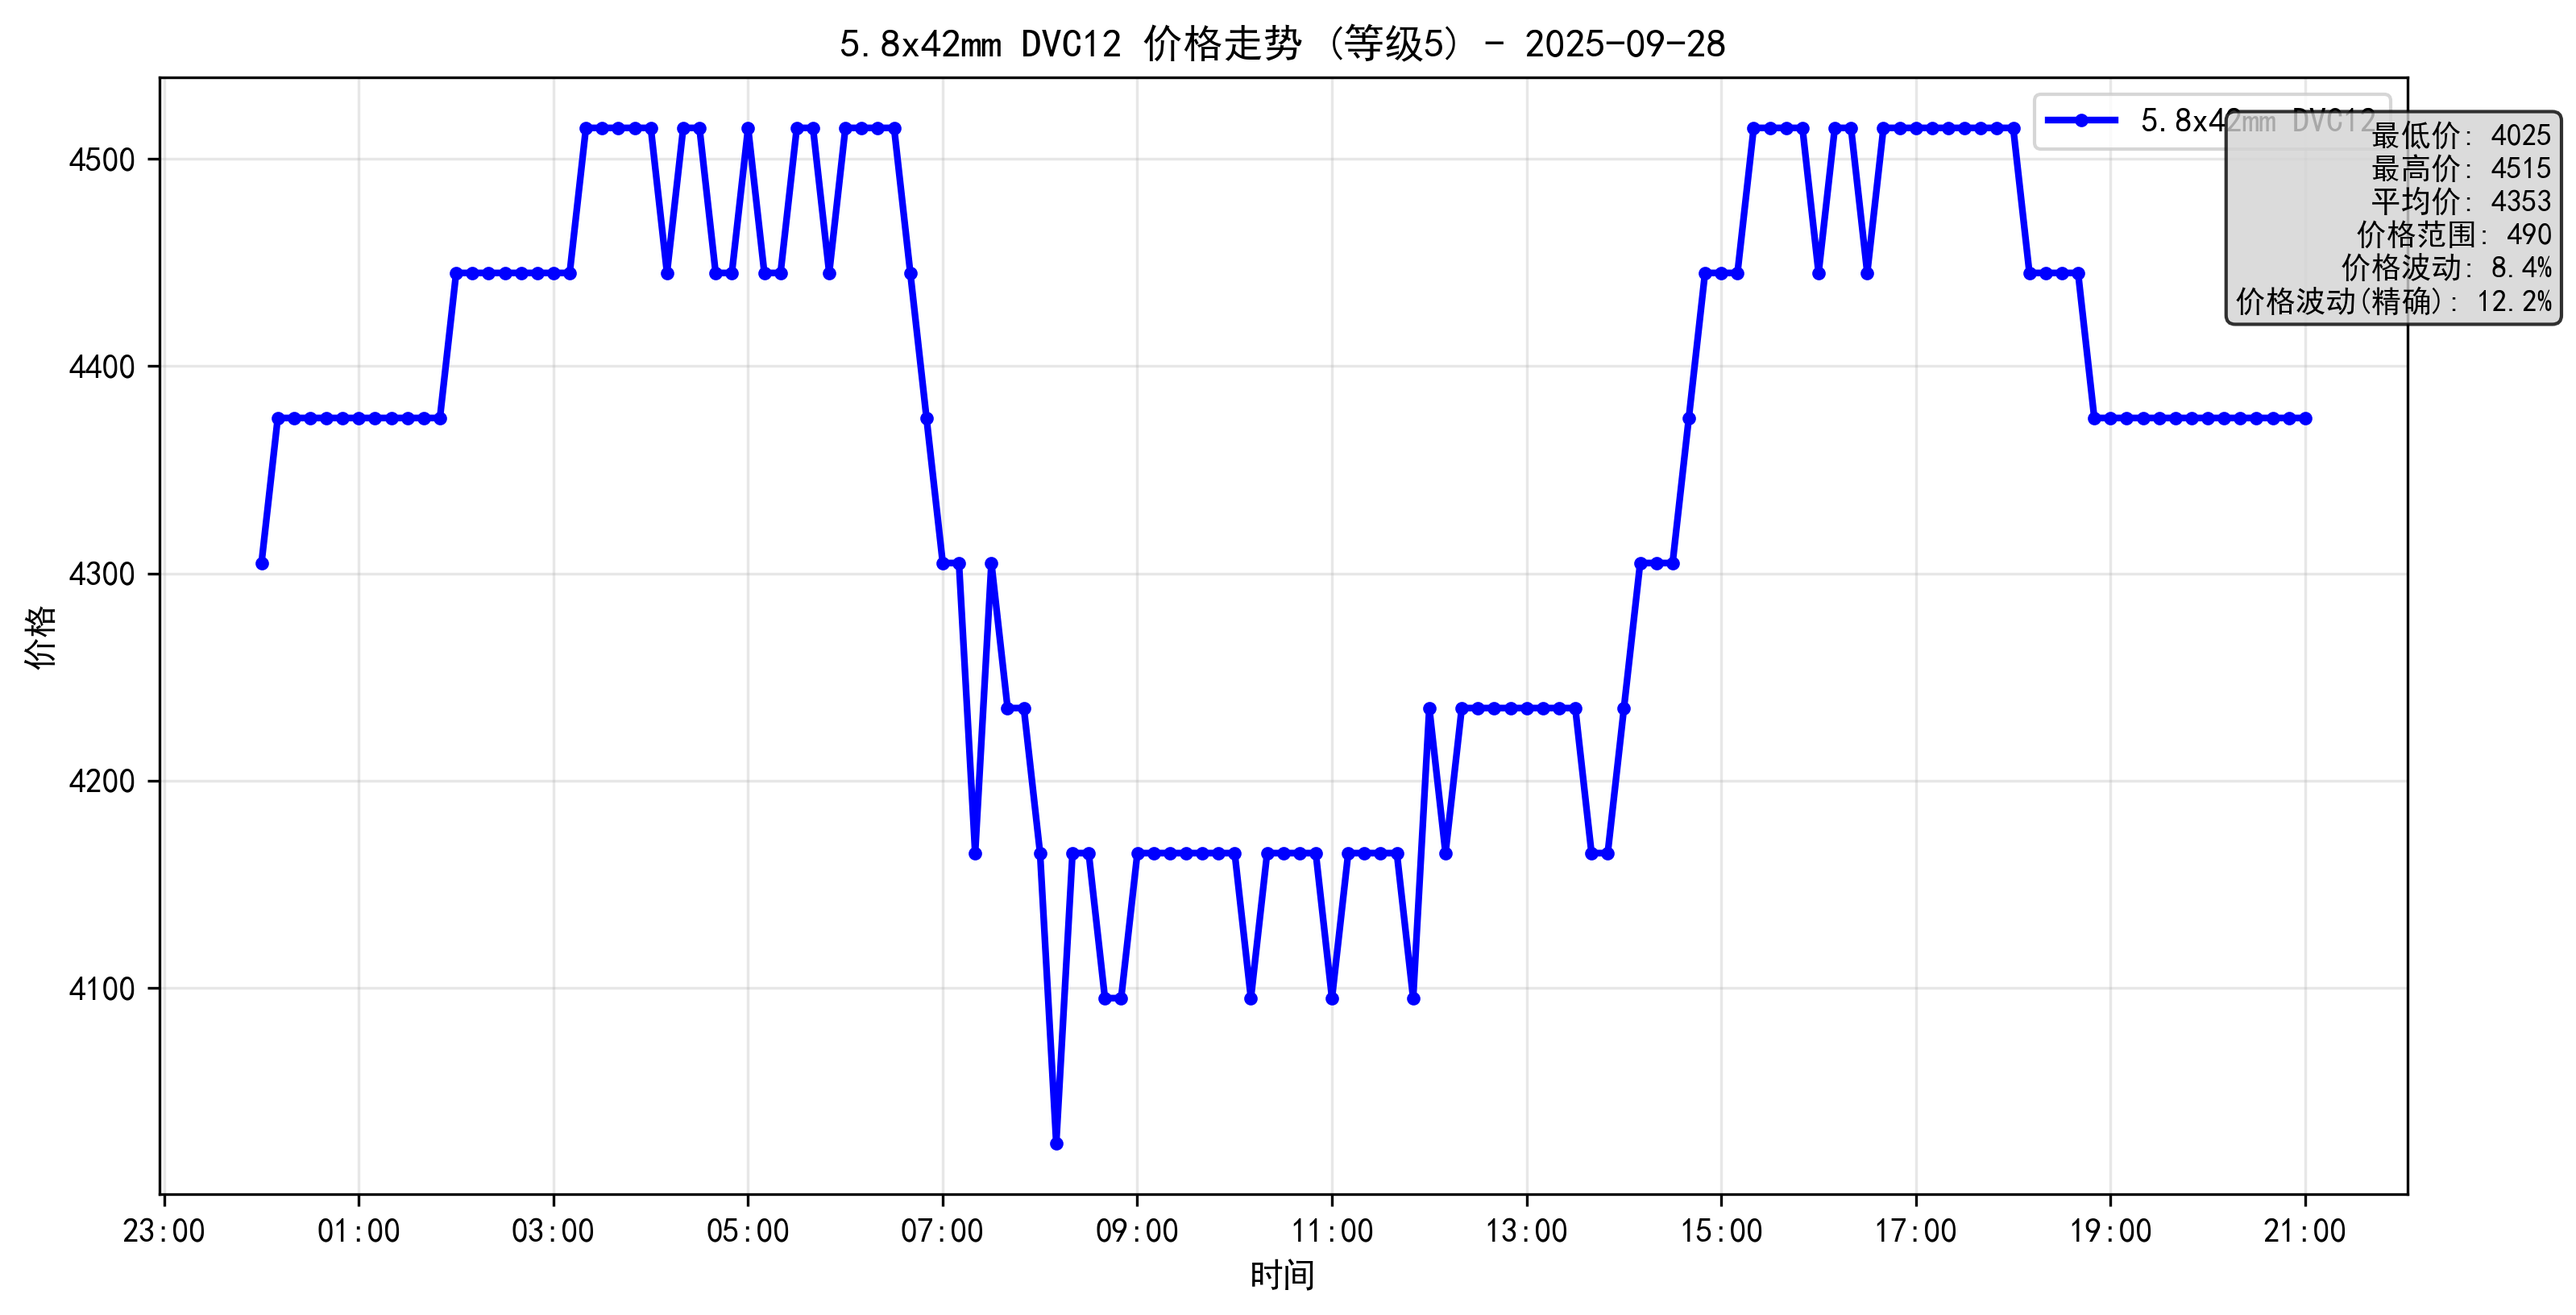 5.8x42mm DVC12 价格走势 (等级5) - 2025-09-28
5.8x42mm DVC12
最低价: 4025
最高价: 4515
平均价: 4353
价格范围: 490
价格波动: 8.4%
价格波动(精确): 12.2%
价格
4500
4400
4300
4200
4100
23:00 01:00 03:00 05:00 07:00 09:00 11:00 13:00 15:00 17:00 19:00 21:00
时间